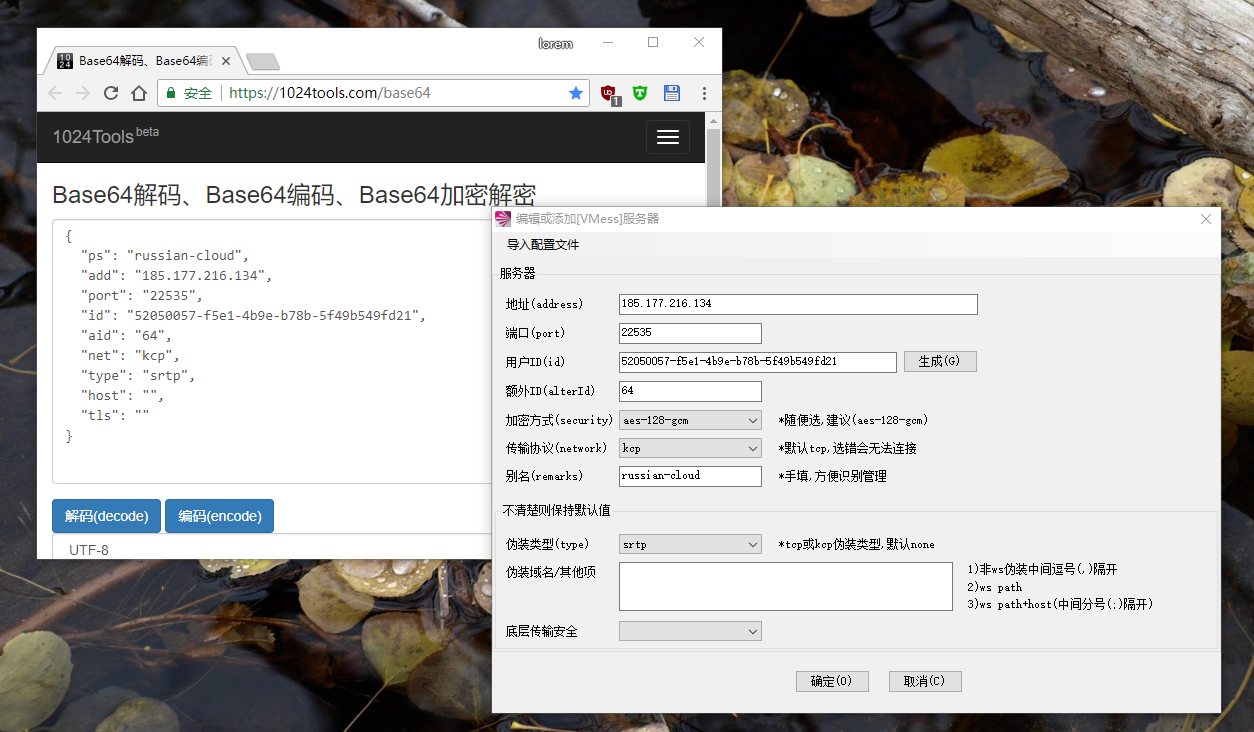 lorem
10
24
Base64解码、Base64编
安全
https://1024tools.com/base64
1
1024Tools beta
Base64解码、Base64编码、Base64加密解密
{
"ps": "russian-cloud",
"add": "185.177.216.134",
"port": "22535",
"id": "52050057-f5e1-4b9e-b78b-5f49b549fd21",
"aid": "64",
"net": "kcp",
"type": "srtp",
"host": "",
"tls": ""
}
解码(decode)
编码(encode)
UTF-8
编辑或添加[VMess]服务器
导入配置文件
服务器
地址(address)
185.177.216.134
端口(port)
22535
用户ID(id)
52050057-f5e1-4b9e-b78b-5f49b549fd21
生成(G)
额外ID(alterId)
64
加密方式(security)
aes-128-gcm
*随便选,建议(aes-128-gcm)
传输协议(network)
kcp
*默认tcp,选错会无法连接
别名(remarks)
russian-cloud
*手填,方便识别管理
不清楚则保持默认值
伪装类型(type)
srtp
*tcp或kcp伪装类型,默认none
伪装域名/其他项
1)非ws伪装中间逗号(,)隔开
2)ws path
3)ws path+host(中间分号(;)隔开)
底层传输安全
确定(O)
取消(C)